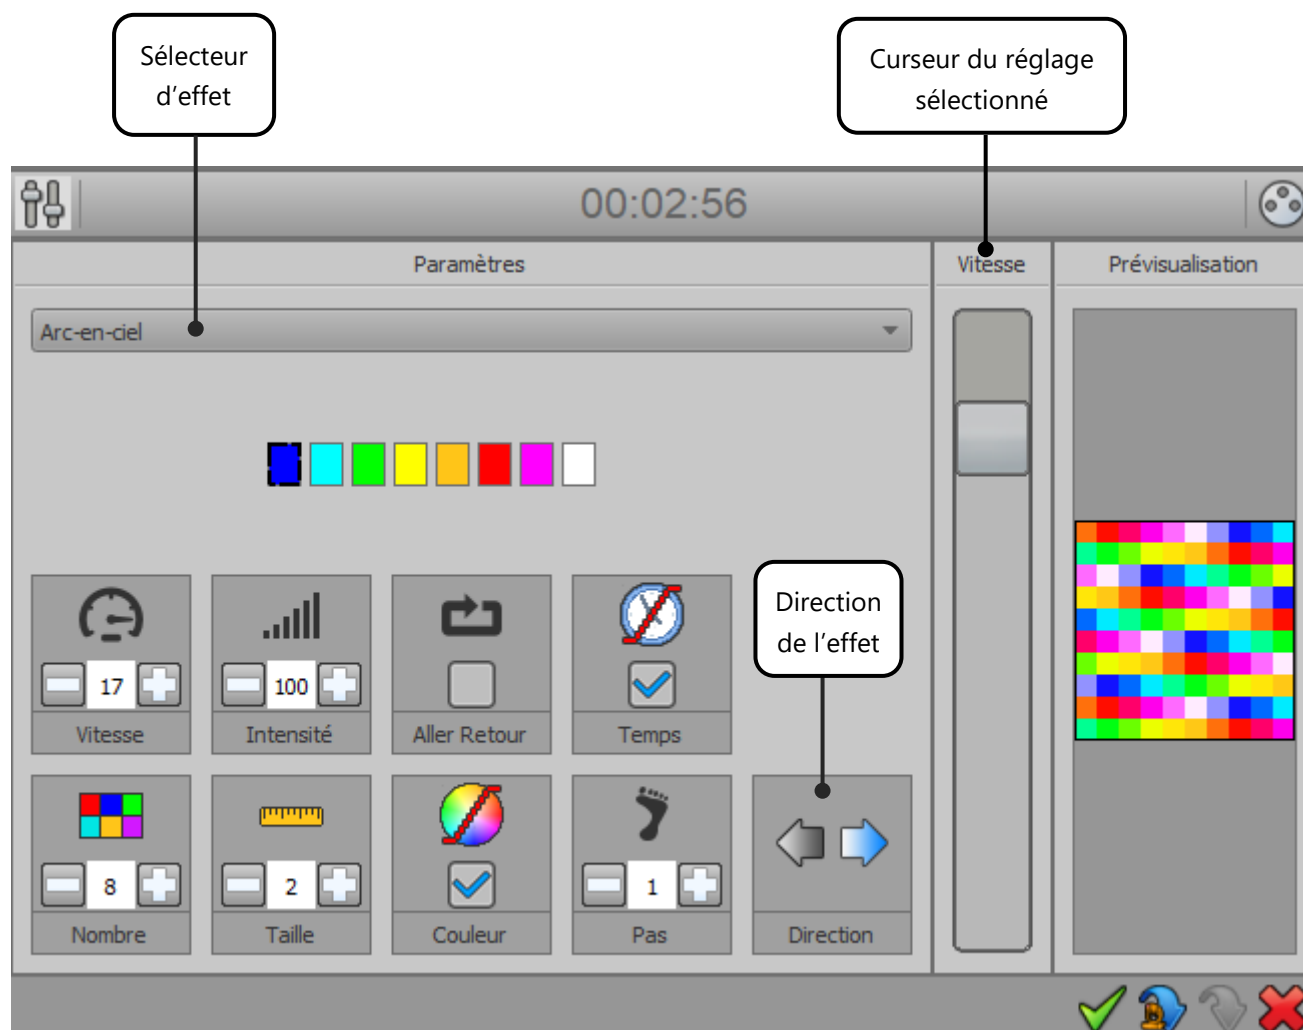 Sélecteur
d'effet
Curseur du réglage
sélectionné
00:02:56
Paramètres
Vitesse
Prévisualisation
Arc-en-ciel
Direction
de l'effet
17
100
Vitesse
Intensité
Aller Retour
Temps
8
2
1
Nombre
Taille
Couleur
Pas
Direction